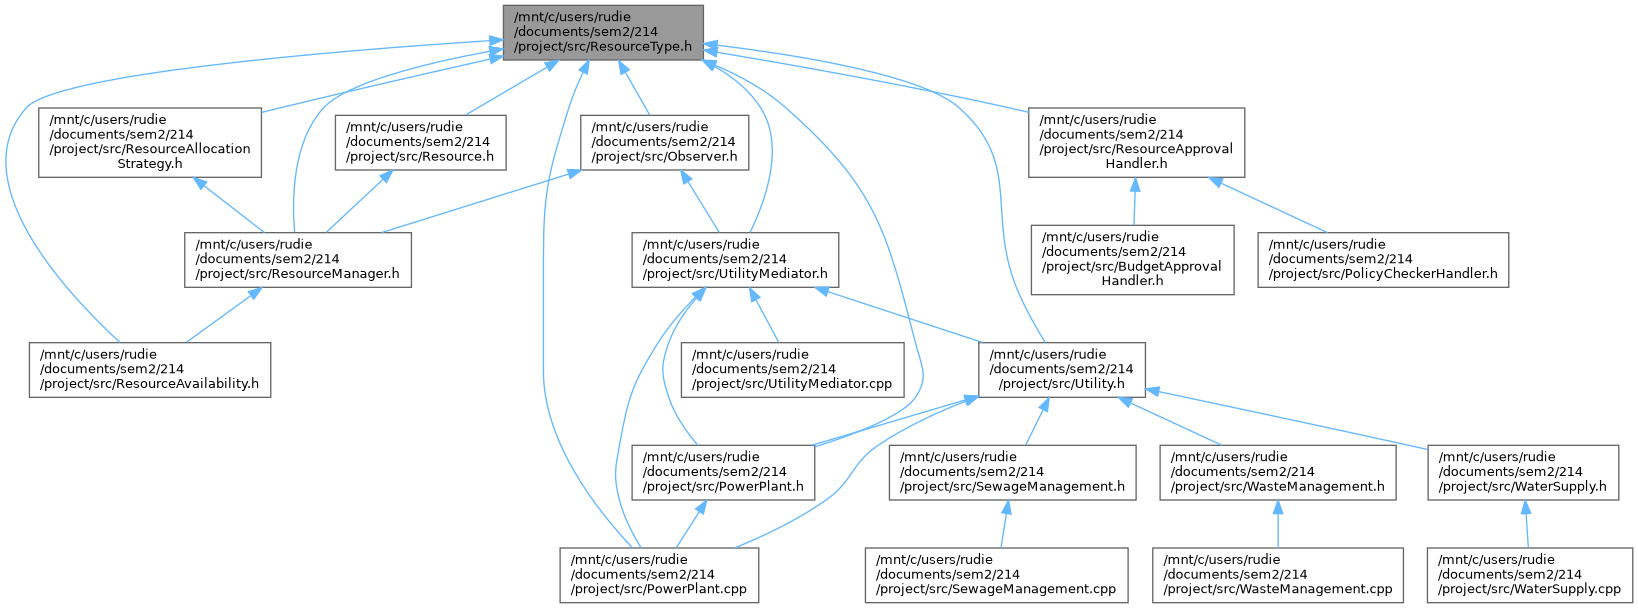 /mnt/c/users/rudie
/documents/sem2/214
/project/src/ResourceType.h
/mnt/c/users/rudie
/documents/sem2/214
/project/src/ResourceAllocation
Strategy.h
/mnt/c/users/rudie
/documents/sem2/214
/project/src/Resource.h
/mnt/c/users/rudie
/documents/sem2/214
/project/src/Observer.h
/mnt/c/users/rudie
/documents/sem2/214
/project/src/ResourceApproval
Handler.h
/mnt/c/users/rudie
/documents/sem2/214
/project/src/ResourceManager.h
/mnt/c/users/rudie
/documents/sem2/214
/project/src/UtilityMediator.h
/mnt/c/users/rudie
/documents/sem2/214
/project/src/BudgetApproval
Handler.h
/mnt/c/users/rudie
/documents/sem2/214
/project/src/PolicyCheckerHandler.h
/mnt/c/users/rudie
/documents/sem2/214
/project/src/ResourceAvailability.h
/mnt/c/users/rudie
/documents/sem2/214
/project/src/UtilityMediator.cpp
/mnt/c/users/rudie
/documents/sem2/214
/project/src/Utility.h
/mnt/c/users/rudie
/documents/sem2/214
/project/src/PowerPlant.h
/mnt/c/users/rudie
/documents/sem2/214
/project/src/SewageManagement.h
/mnt/c/users/rudie
/documents/sem2/214
/project/src/WasteManagement.h
/mnt/c/users/rudie
/documents/sem2/214
/project/src/WaterSupply.h
/mnt/c/users/rudie
/documents/sem2/214
/project/src/PowerPlant.cpp
/mnt/c/users/rudie
/documents/sem2/214
/project/src/SewageManagement.cpp
/mnt/c/users/rudie
/documents/sem2/214
/project/src/WasteManagement.cpp
/mnt/c/users/rudie
/documents/sem2/214
/project/src/WaterSupply.cpp